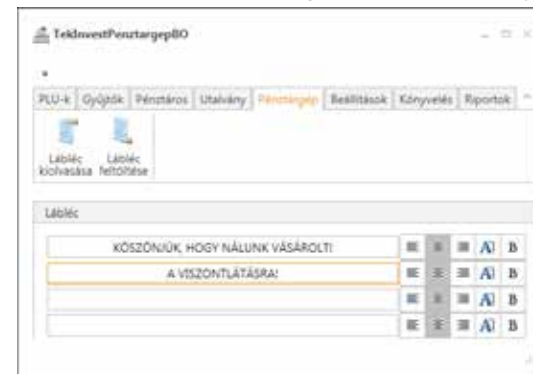 TekInvestPenztargepBO
PLU-k Gyűjtők Pénztáros Utalvány Pénztárgép Beállítások Könyvelés Riportok
Lábléc kiolvasása
Lábléc feltöltése
Lábléc
KÖSZÖNJÜK, HOGY NÁLUNK VÁSÁROLT!
A B
A VISZONTLÁTÁSRA!
A B
A B
A B